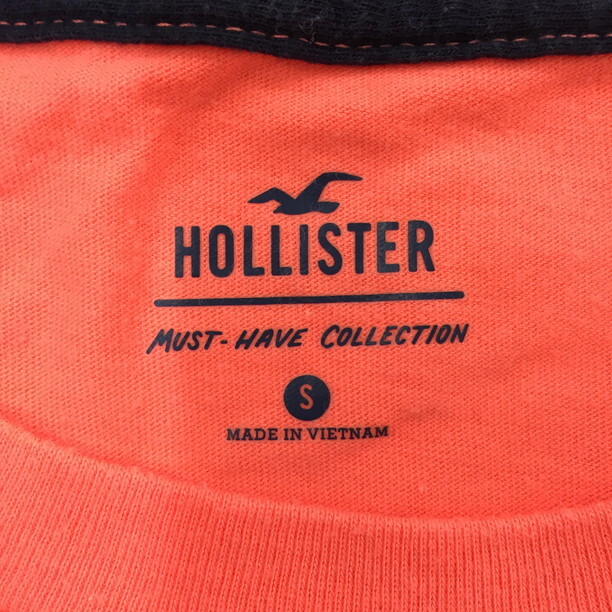 HOLLISTER
MUST-HAVE COLLECTION
S
MADE IN VIETNAM